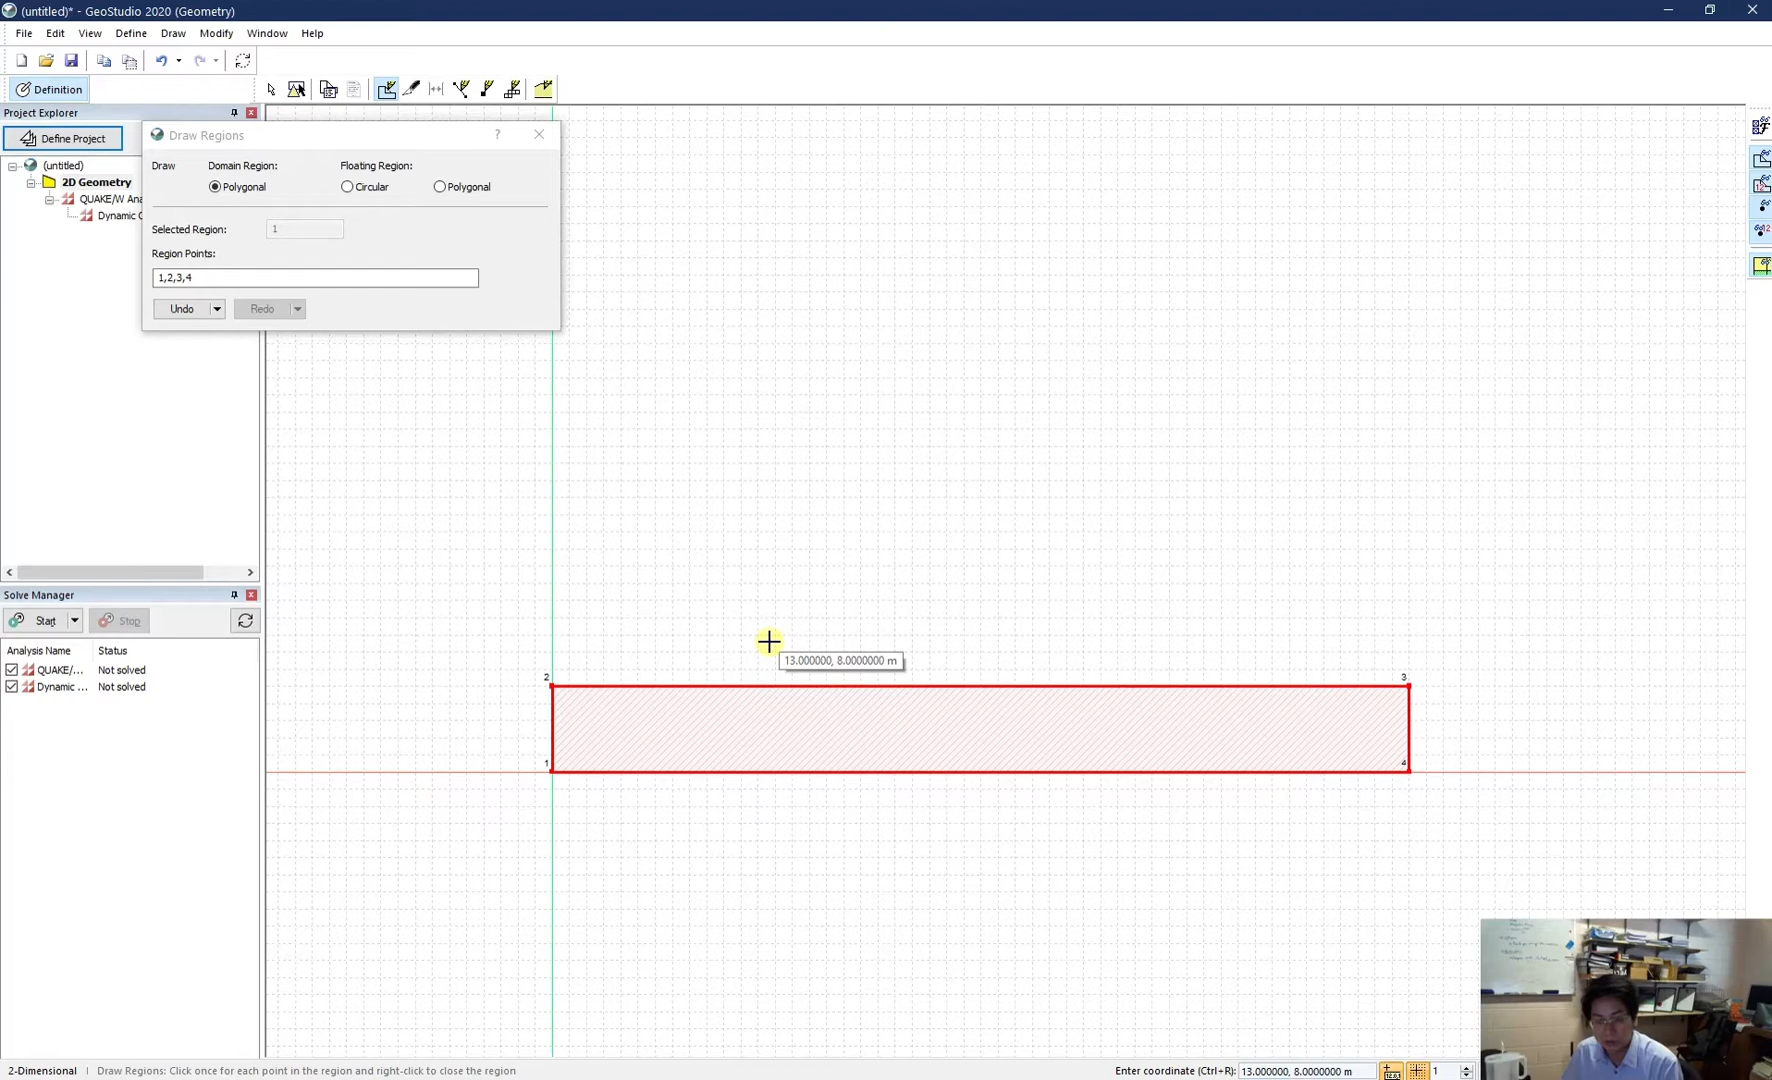 (untitled)* - GeoStudio 2020 (Geometry)
File Edit View Define Draw Modify Window Help
Definition
Project Explorer
Define Project
(untitled)
2D Geometry
QUAKE/W Ana
Dynamic C
Draw Regions
?
Draw Domain Region: Floating Region:
Polygonal Circular Polygonal
Selected Region: 1
Region Points:
1,2,3,4
Undo Redo
13.000000, 8.0000000 m
2 3
1 4
Solve Manager
Start Stop
Analysis Name Status
QUAKE/... Not solved
Dynamic ... Not solved
2-Dimensional Draw Regions: Click once for each point in the region and right-click to close the region Enter coordinate (Ctrl+R): 13.000000, 8.0000000 m 1